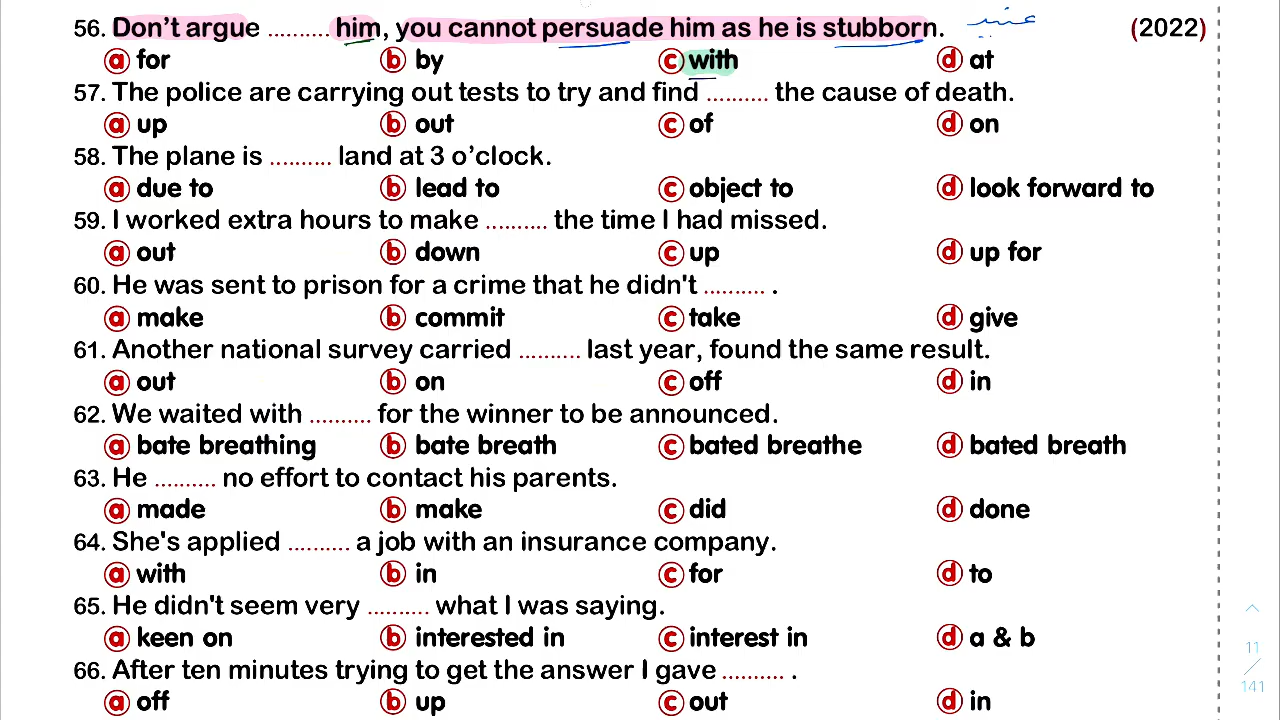 56. Don't argue .......... him, you cannot persuade him as he is stubborn. عنيد (2022)
a for b by c with d at
57. The police are carrying out tests to try and find .......... the cause of death.
a up b out c of d on
58. The plane is .......... land at 3 o'clock.
a due to b lead to c object to d look forward to
59. I worked extra hours to make .......... the time I had missed.
a out b down c up d up for
60. He was sent to prison for a crime that he didn't .......... .
a make b commit c take d give
61. Another national survey carried .......... last year, found the same result.
a out b on c off d in
62. We waited with .......... for the winner to be announced.
a bate breathing b bate breath c bated breathe d bated breath
63. He .......... no effort to contact his parents.
a made b make c did d done
64. She's applied .......... a job with an insurance company.
a with b in c for d to
65. He didn't seem very .......... what I was saying.
a keen on b interested in c interest in d a & b
66. After ten minutes trying to get the answer I gave .......... .
a off b up c out d in
11
141